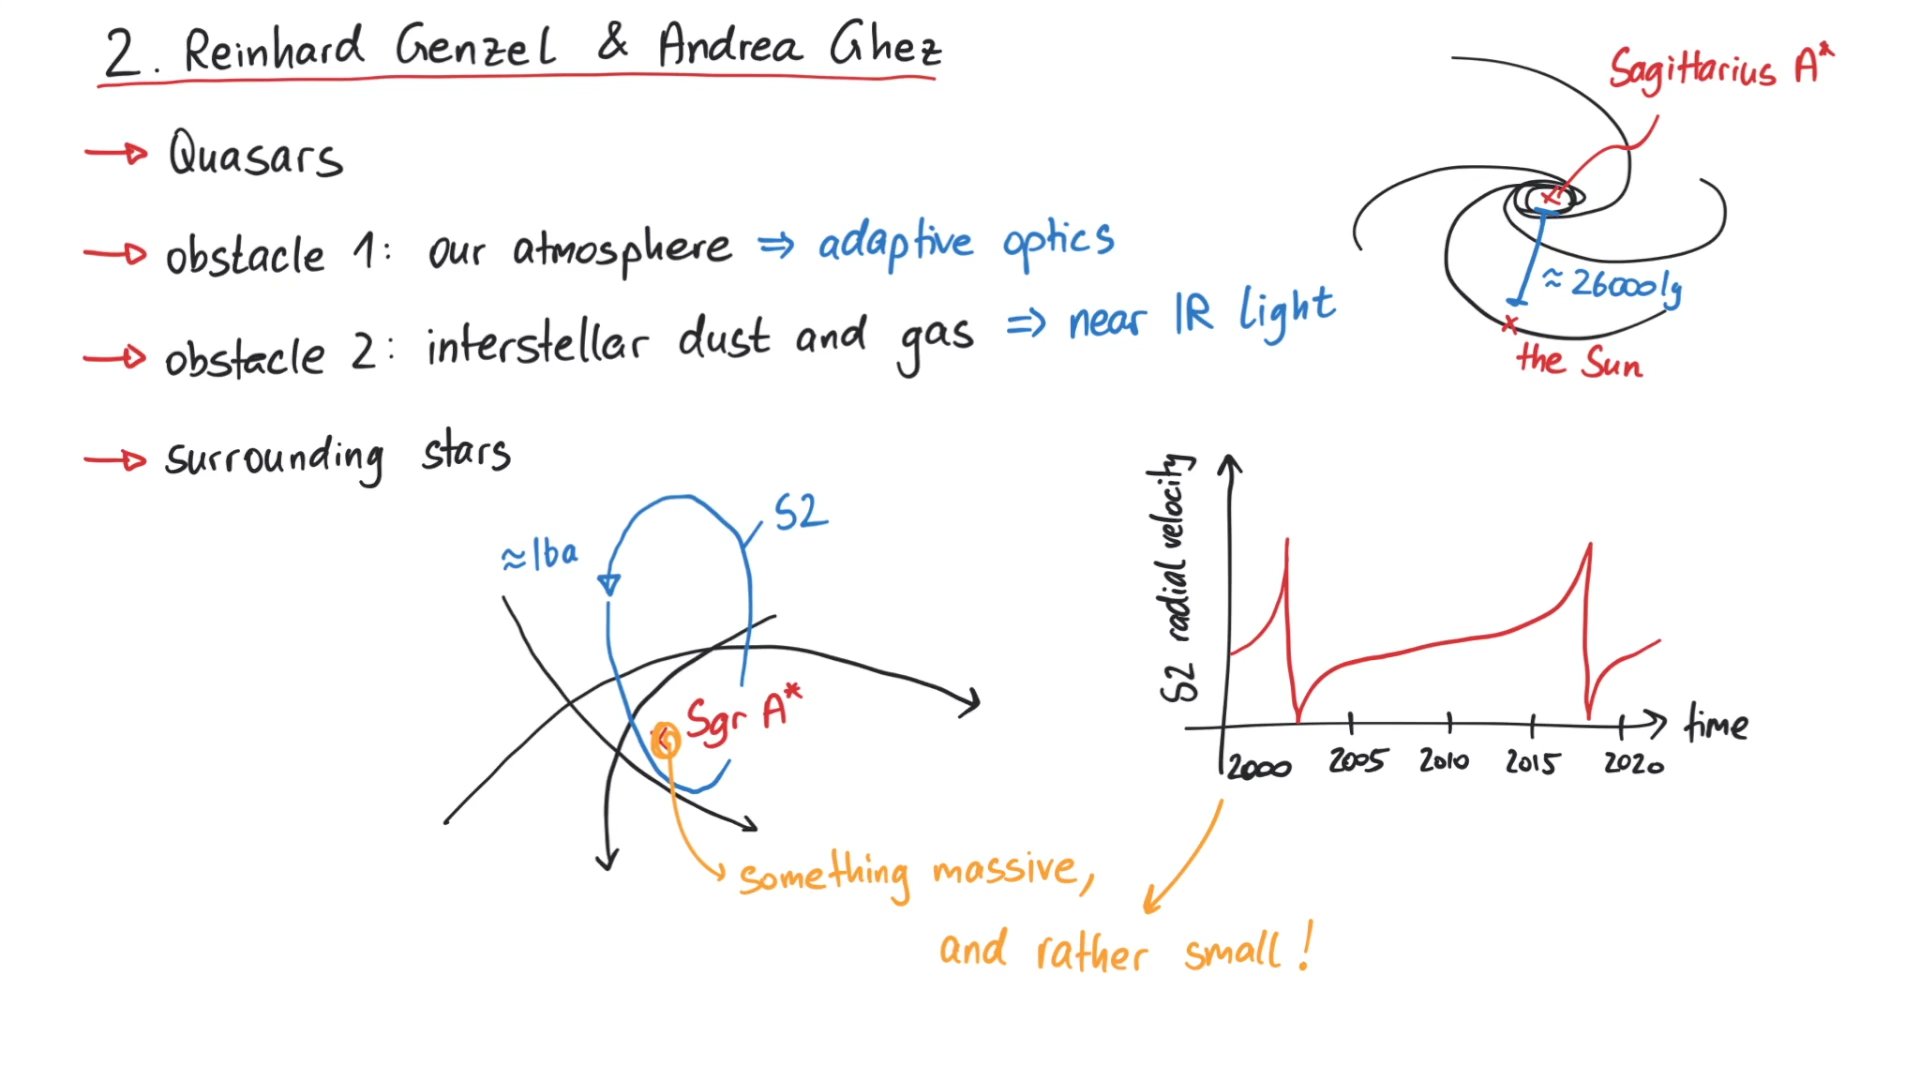 2. Reinhard Genzel & Andrea Ghez
Sagittarius A*
→ Quasars
→ obstacle 1: our atmosphere ⇒ adaptive optics
≈ 26000 ly
→ obstacle 2: interstellar dust and gas ⇒ near IR light
the Sun
→ surrounding stars
S2
≈16a
Sgr A*
S2 radial velocity
time
2000 2005 2010 2015 2020
something massive,
and rather small!